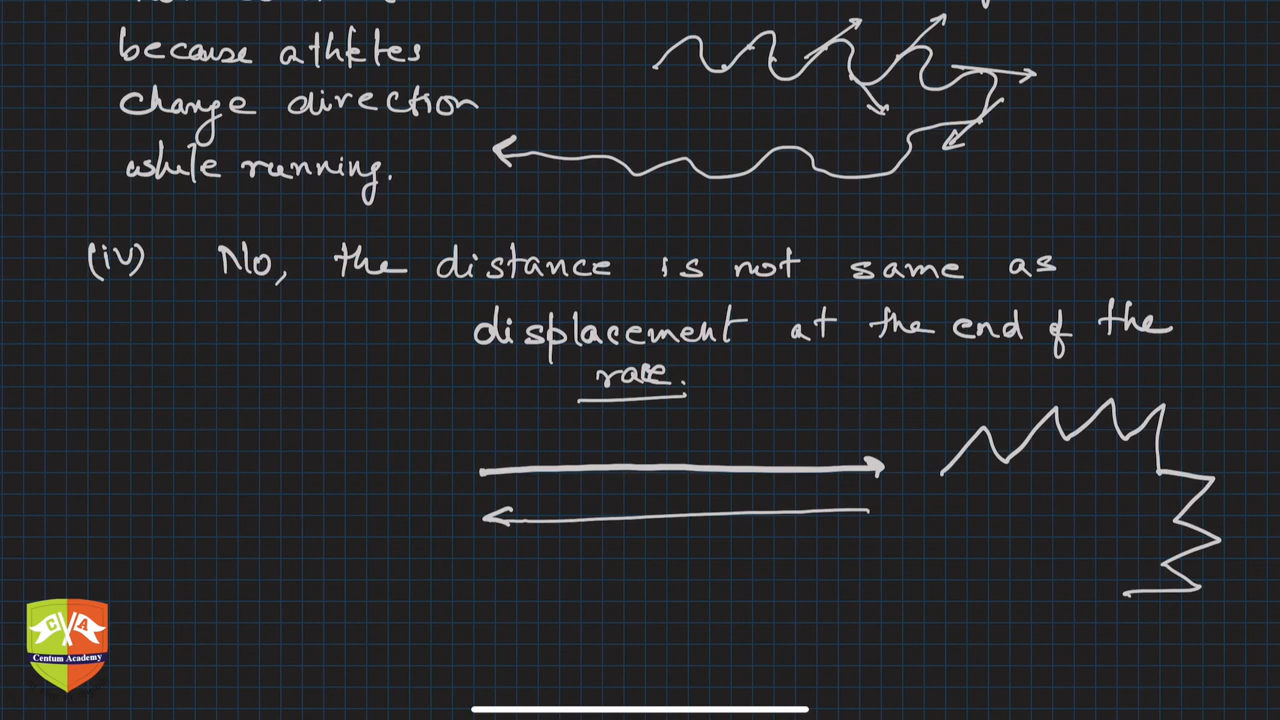 because athletes
change direction
while running.
(iv) No, the distance is not same as
displacement at the end of the
race.
C A
Centum Academy